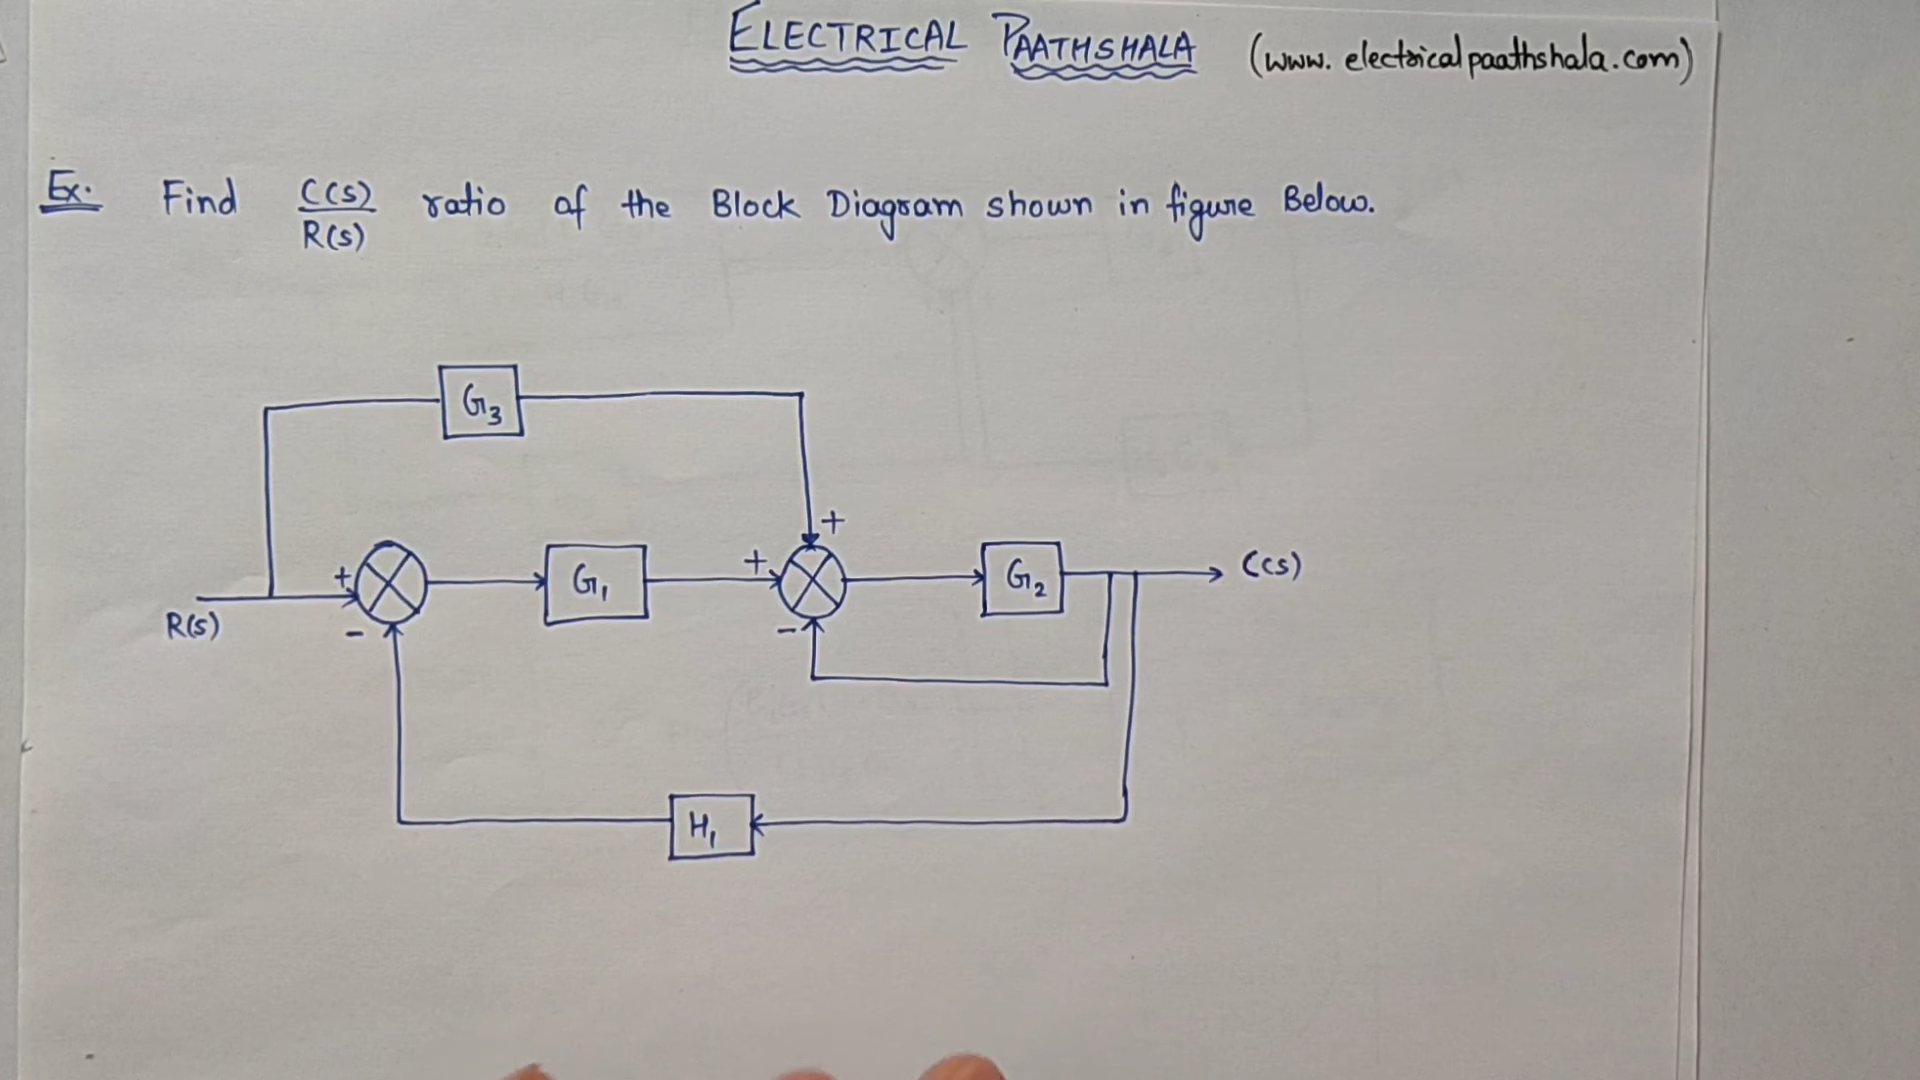 ELECTRICAL PAATHSHALA (www.electricalpaathshala.com)
Ex. Find C(s)/R(s) ratio of the Block Diagram shown in figure Below.
G3
+
+ G1 + G2 C(s)
R(s) - -
H1